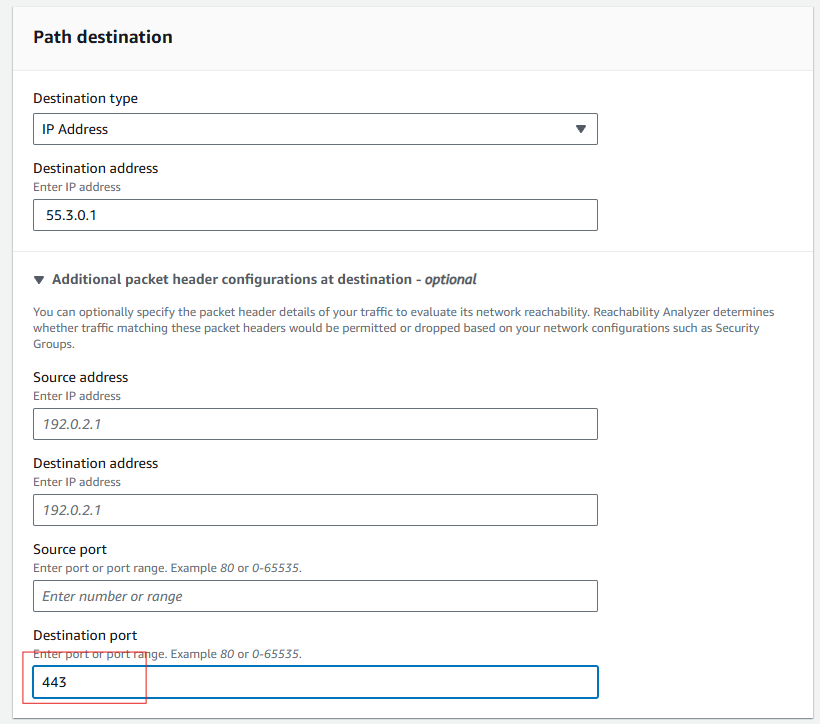 Path destination
Destination type
IP Address
Destination address
Enter IP address
55.3.0.1
Additional packet header configurations at destination - optional
You can optionally specify the packet header details of your traffic to evaluate its network reachability. Reachability Analyzer determines
whether traffic matching these packet headers would be permitted or dropped based on your network configurations such as Security
Groups.
Source address
Enter IP address
192.0.2.1
Destination address
Enter IP address
192.0.2.1
Source port
Enter port or port range. Example 80 or 0-65535.
Enter number or range
Destination port
Enter port or port range. Example 80 or 0-65535.
443